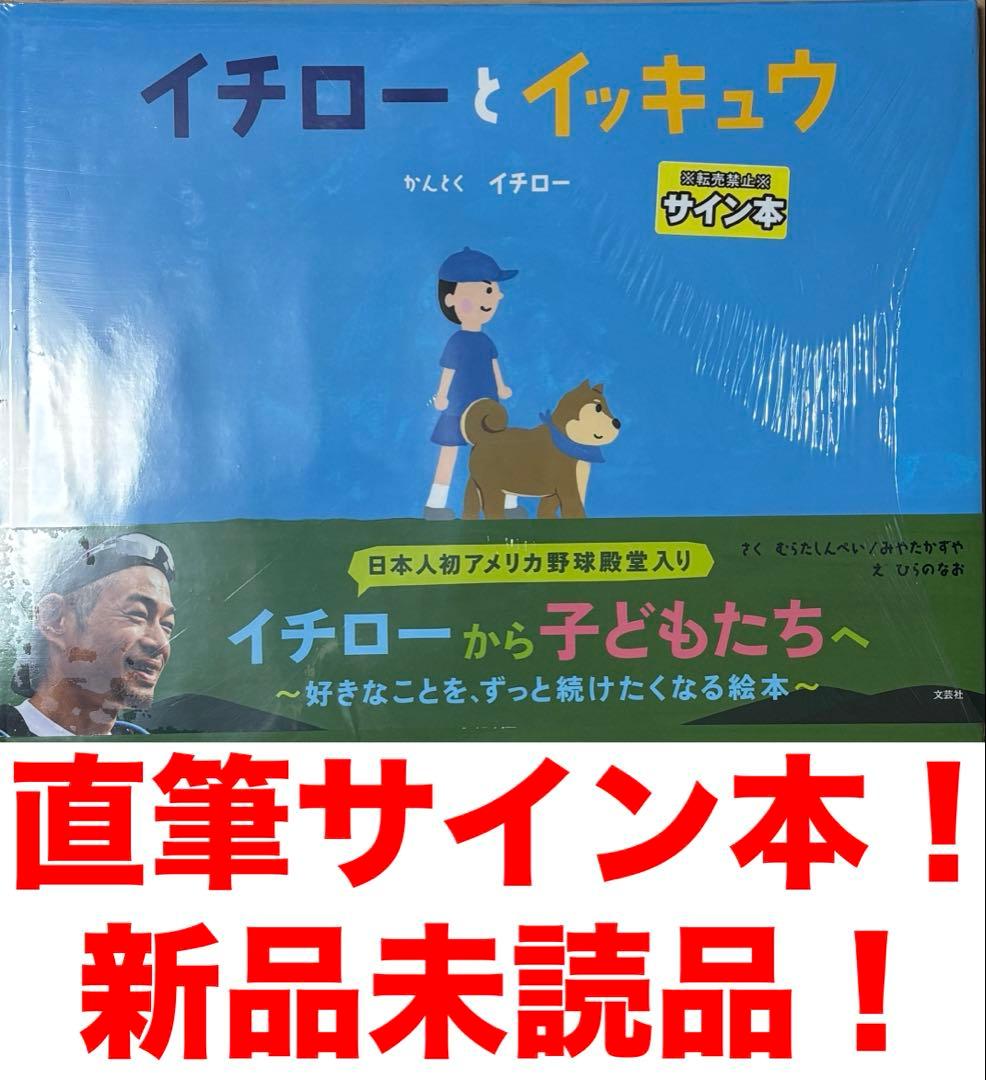 イチローとイッキュウ
かんとく イチロー
※転売禁止※
サイン本
さく むらたしんぺい/みやたかずや
え ひらのなお
日本人初アメリカ野球殿堂入り
イチローから子どもたちへ
~好きなことを、ずっと続けたくなる絵本~
文芸社
直筆サイン本！
新品未読品！